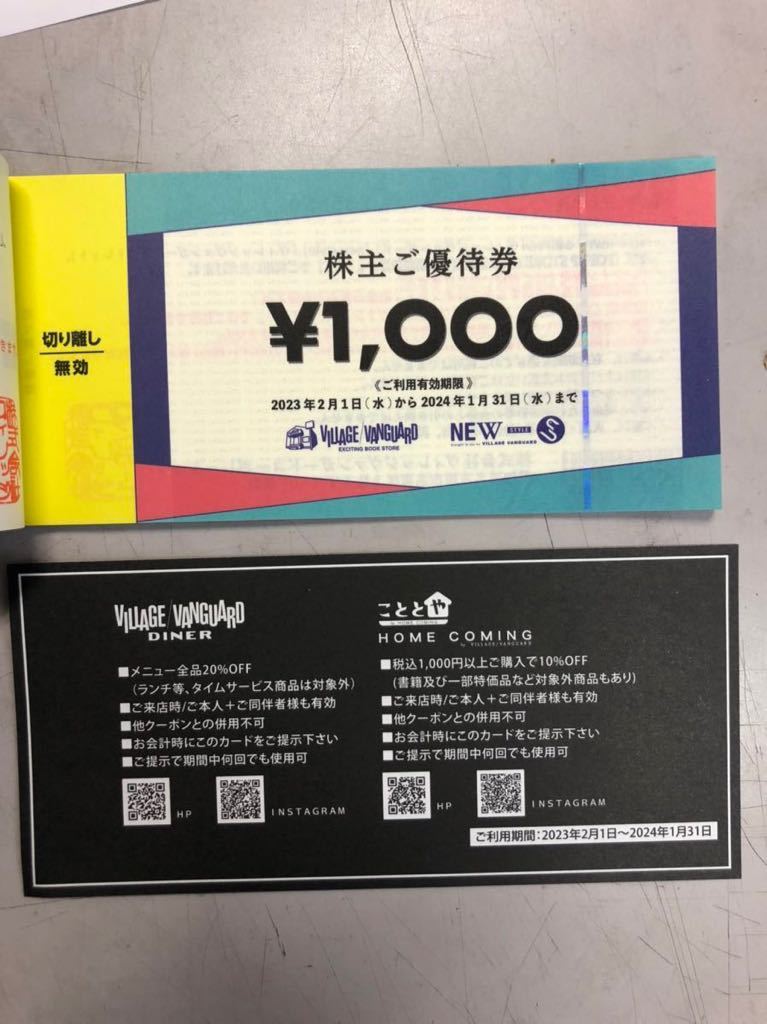 切り離し
無効
株主ご優待券
¥1,000
《ご利用有効期限》
2023年2月1日(水)から2024年1月31日(水)まで
VILLAGE/VANGUARD
EXCITING BOOK STORE
NEW STYLE
VILLAGE/VANGUARD
DINER
■メニュー全品20%OFF
(ランチ等、タイムサービス商品は対象外)
■ご来店時/ご本人+ご同伴者様も有効
■他クーポンとの併用不可
■お会計時にこのカードをご提示下さい
■ご提示で期間中何回でも使用可
HP
INSTAGRAM
こととや
HOME COMING
by VILLAGE/VANGUARD
■税込1,000円以上ご購入で10%OFF
(書籍及び一部特価品など対象外商品もあり)
■ご来店時/ご本人+ご同伴者様も有効
■他クーポンとの併用不可
■お会計時にこのカードをご提示下さい
■ご提示で期間中何回でも使用可
HP
INSTAGRAM
ご利用期間:2023年2月1日〜2024年1月31日